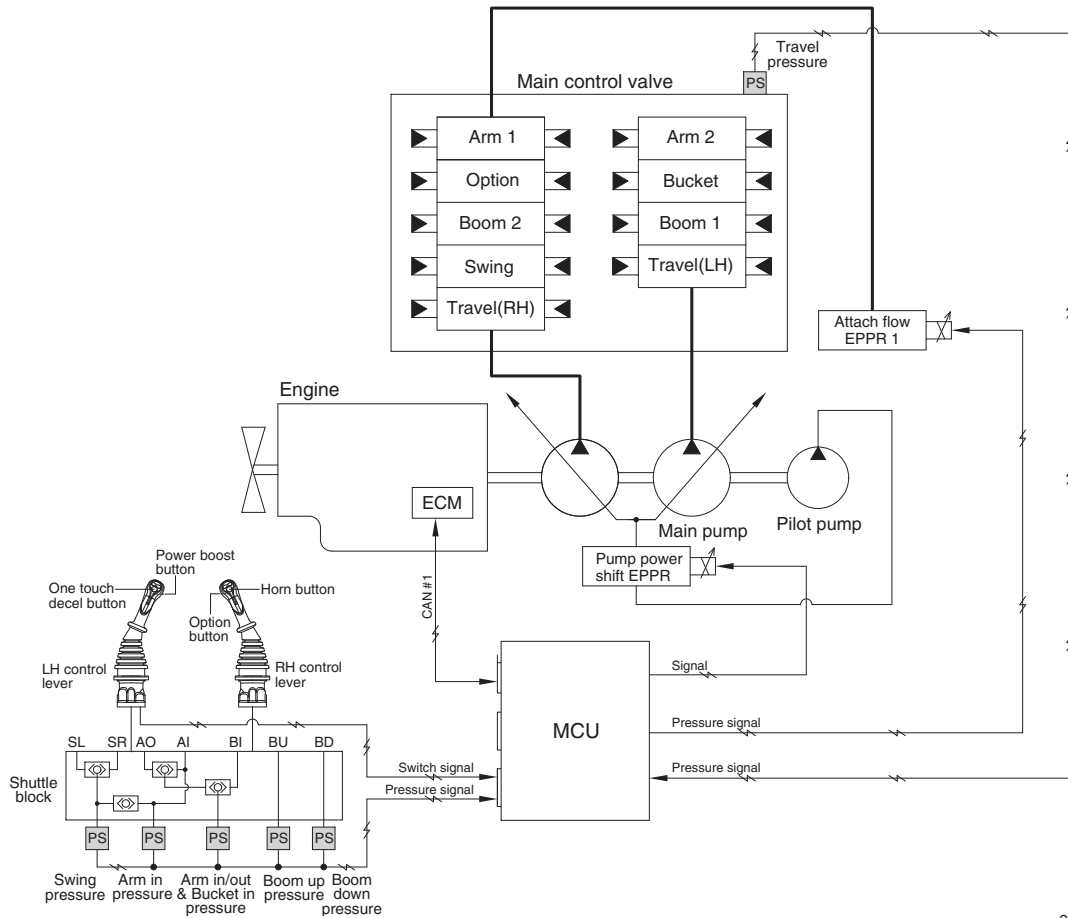 Travel
pressure
PS
Main control valve
Arm 1
Arm 2
Option
Bucket
Boom 2
Boom 1
Swing
Travel(LH)
Travel(RH)
Attach flow
EPPR 1
Engine
ECM
Main pump
Pilot pump
Pump power
shift EPPR
CAN #1
Power boost
button
One touch
decel button
Horn button
Option
button
LH control
lever
RH control
lever
Signal
MCU
Pressure signal
Switch signal
Pressure signal
Pressure signal
SL SR AO AI BI BU BD
Shuttle
block
PS PS PS PS PS
Swing
pressure
Arm in
pressure
Arm in/out
& Bucket in
pressure
Boom up
pressure
Boom
down
pressure